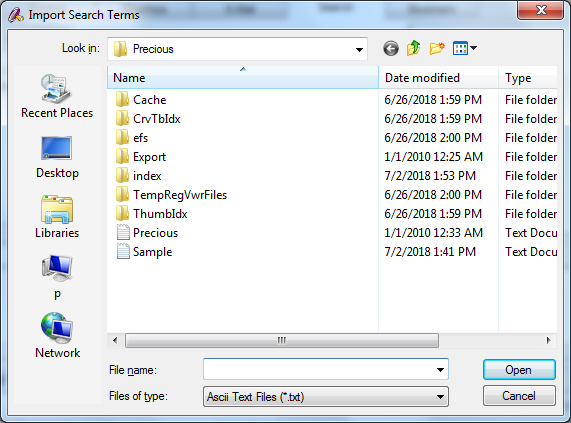 Import Search Terms
Look in: Precious
Name Date modified Type
Cache 6/26/2018 1:59 PM File folder
CrvTbIdx 6/26/2018 1:59 PM File folder
efs 6/26/2018 2:00 PM File folder
Export 1/1/2010 12:25 AM File folder
index 7/2/2018 1:53 PM File folder
TempRegVwrFiles 6/26/2018 2:00 PM File folder
ThumbIdx 6/26/2018 1:59 PM File folder
Precious 1/1/2010 12:33 AM Text Docu
Sample 7/2/2018 1:41 PM Text Docu
Recent Places
Desktop
Libraries
p
Network
File name: Open
Files of type: Ascii Text Files (*.txt) Cancel